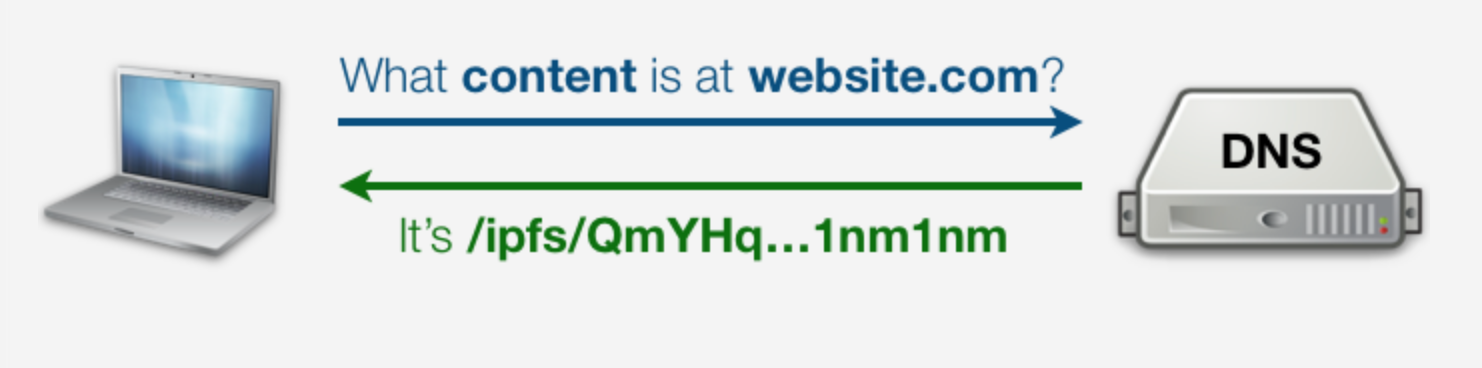 What content is at website.com?
DNS
It's /ipfs/QmYHq...1nm1nm